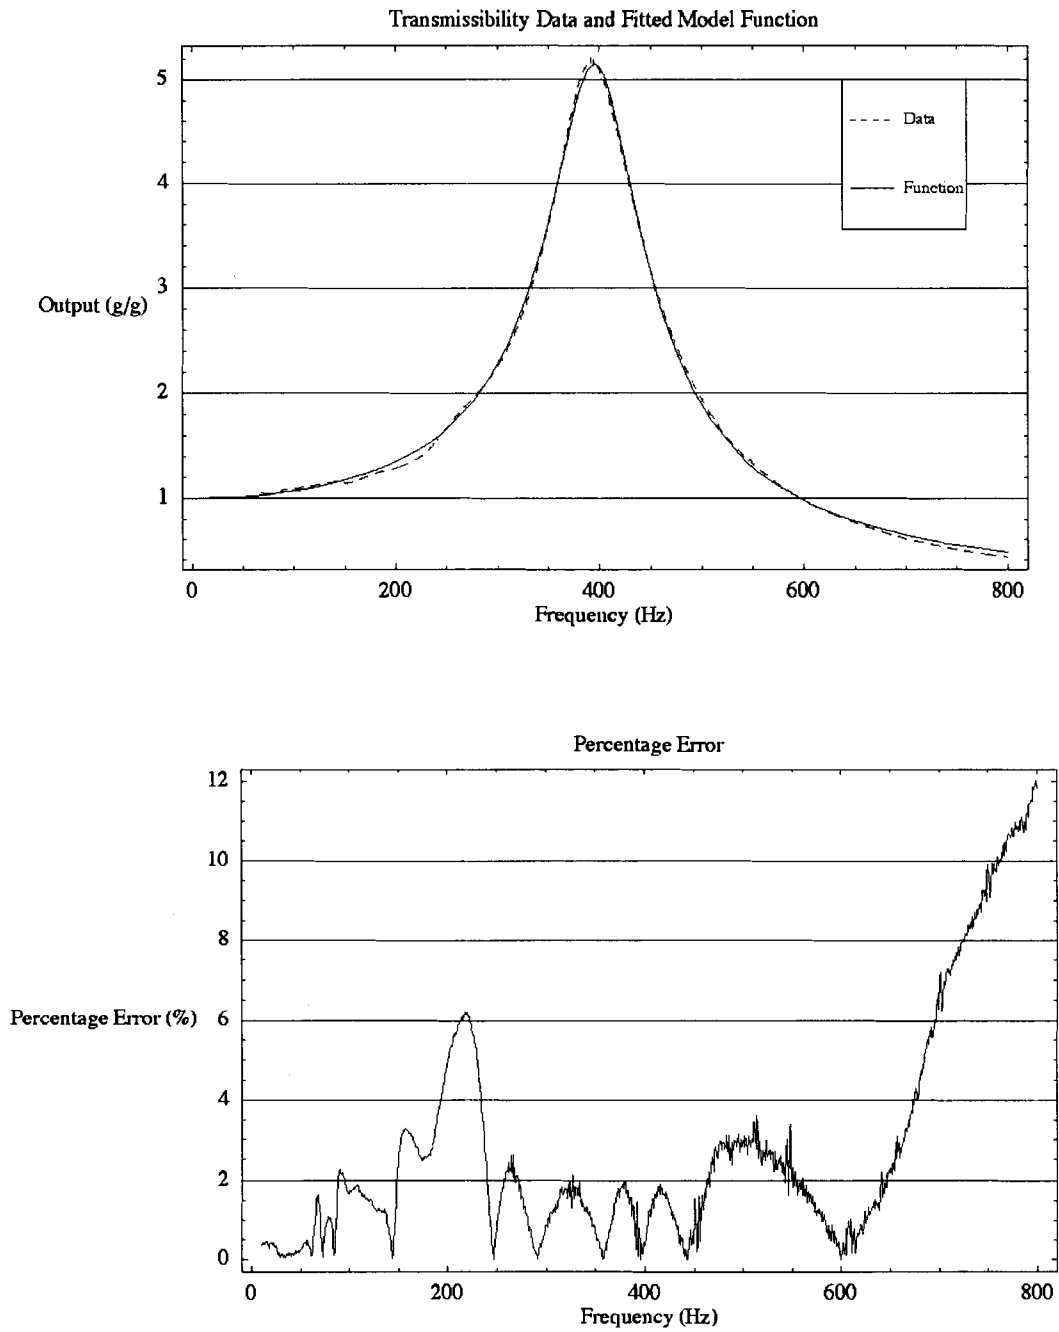 Transmissibility Data and Fitted Model Function
5
4
3
2
1
Output (g/g)
Data
Function
0
200
400
600
800
Frequency (Hz)
Percentage Error
12
10
8
6
4
2
0
Percentage Error (%)
0
200
400
600
800
Frequency (Hz)